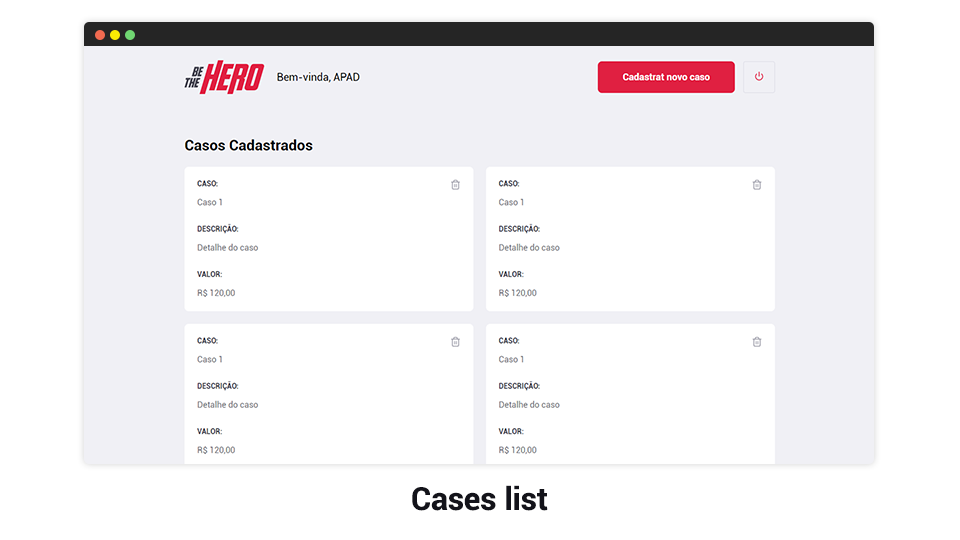 BE THE HERO
Bem-vinda, APAD
Cadastrat novo caso
Casos Cadastrados
CASO:
Caso 1
DESCRIÇÃO:
Detalhe do caso
VALOR:
R$ 120,00
CASO:
Caso 1
DESCRIÇÃO:
Detalhe do caso
VALOR:
R$ 120,00
CASO:
Caso 1
DESCRIÇÃO:
Detalhe do caso
VALOR:
R$ 120,00
CASO:
Caso 1
DESCRIÇÃO:
Detalhe do caso
VALOR:
R$ 120,00
Cases list